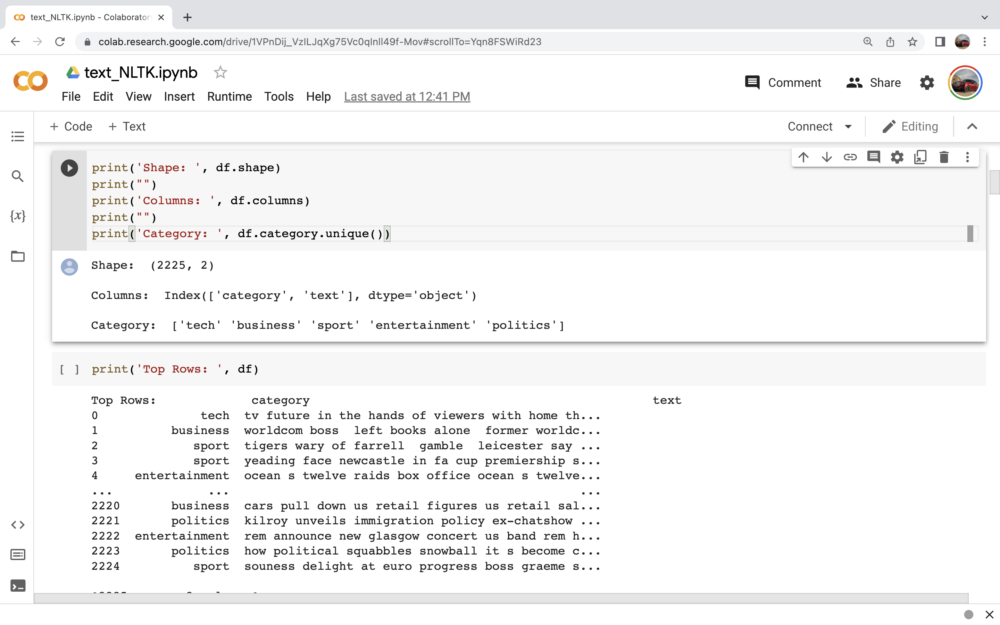 text_NLTK.ipynb - Colaboratory
colab.research.google.com/drive/1VPnDij_VzILJqXg75Vc0qInll49f-Mov#scrollTo=Yqn8FSWiRd23
text_NLTK.ipynb
Comment
Share
File Edit View Insert Runtime Tools Help Last saved at 12:41 PM
+ Code + Text
Connect
Editing
print('Shape: ', df.shape)
print("")
print('Columns: ', df.columns)
print("")
print('Category: ', df.category.unique())
{x}
Shape:  (2225, 2)
Columns:  Index(['category', 'text'], dtype='object')
Category:  ['tech' 'business' 'sport' 'entertainment' 'politics']
[ ] print('Top Rows: ', df)
Top Rows: category text
0 tech tv future in the hands of viewers with home th...
1 business worldcom boss  left books alone  former worldc...
2 sport tigers wary of farrell  gamble  leicester say ...
3 sport yeading face newcastle in fa cup premiership s...
4 entertainment ocean s twelve raids box office ocean s twelve...
... ... ...
2220 business cars pull down us retail figures us retail sal...
2221 politics kilroy unveils immigration policy ex-chatshow ...
2222 entertainment rem announce new glasgow concert us band rem h...
2223 politics how political squabbles snowball it s become c...
2224 sport souness delight at euro progress boss graeme s...